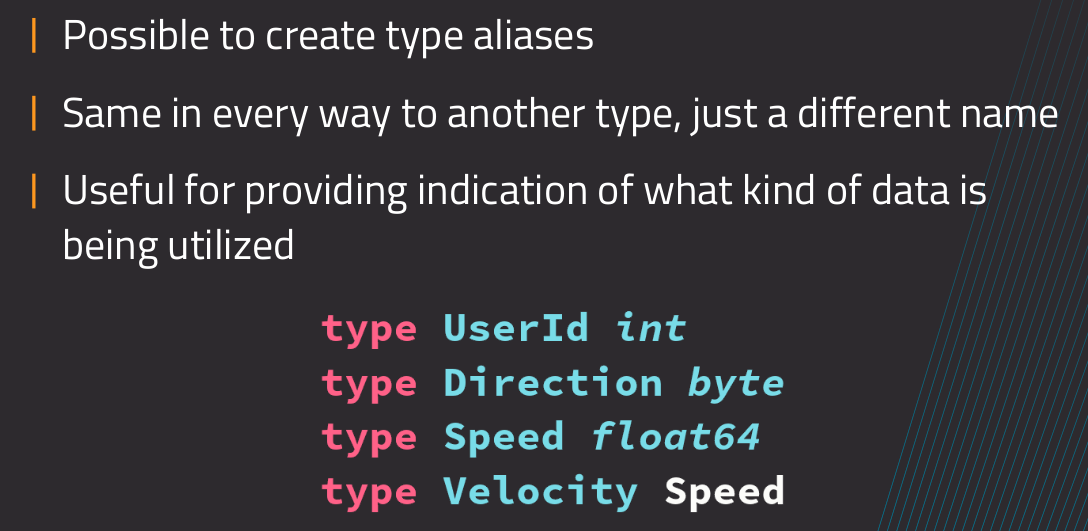 Possible to create type aliases
Same in every way to another type, just a different name
Useful for providing indication of what kind of data is
being utilized
type UserId int
type Direction byte
type Speed float64
type Velocity Speed